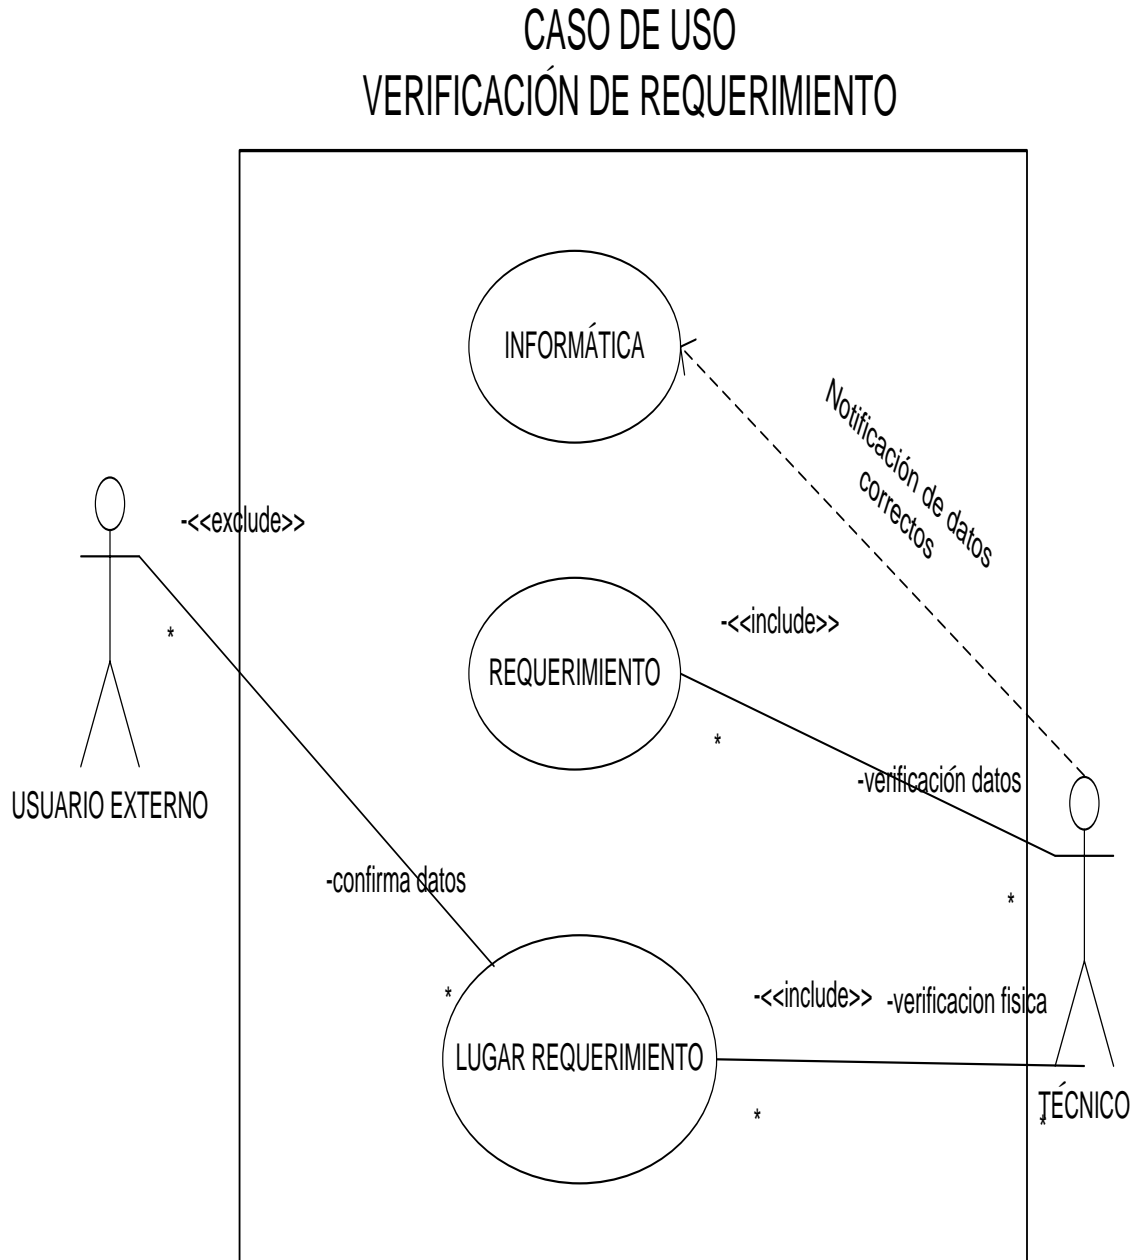 CASO DE USO
VERIFICACIÓN DE REQUERIMIENTO
INFORMÁTICA
Notificación de datos
correctos
-<<exclude>>
-<<include>>
*
REQUERIMIENTO
*
-verificación datos
USUARIO EXTERNO
-confirma datos
*
*
-<<include>>
-verificacion fisica
LUGAR REQUERIMIENTO
TÉCNICO
*
*